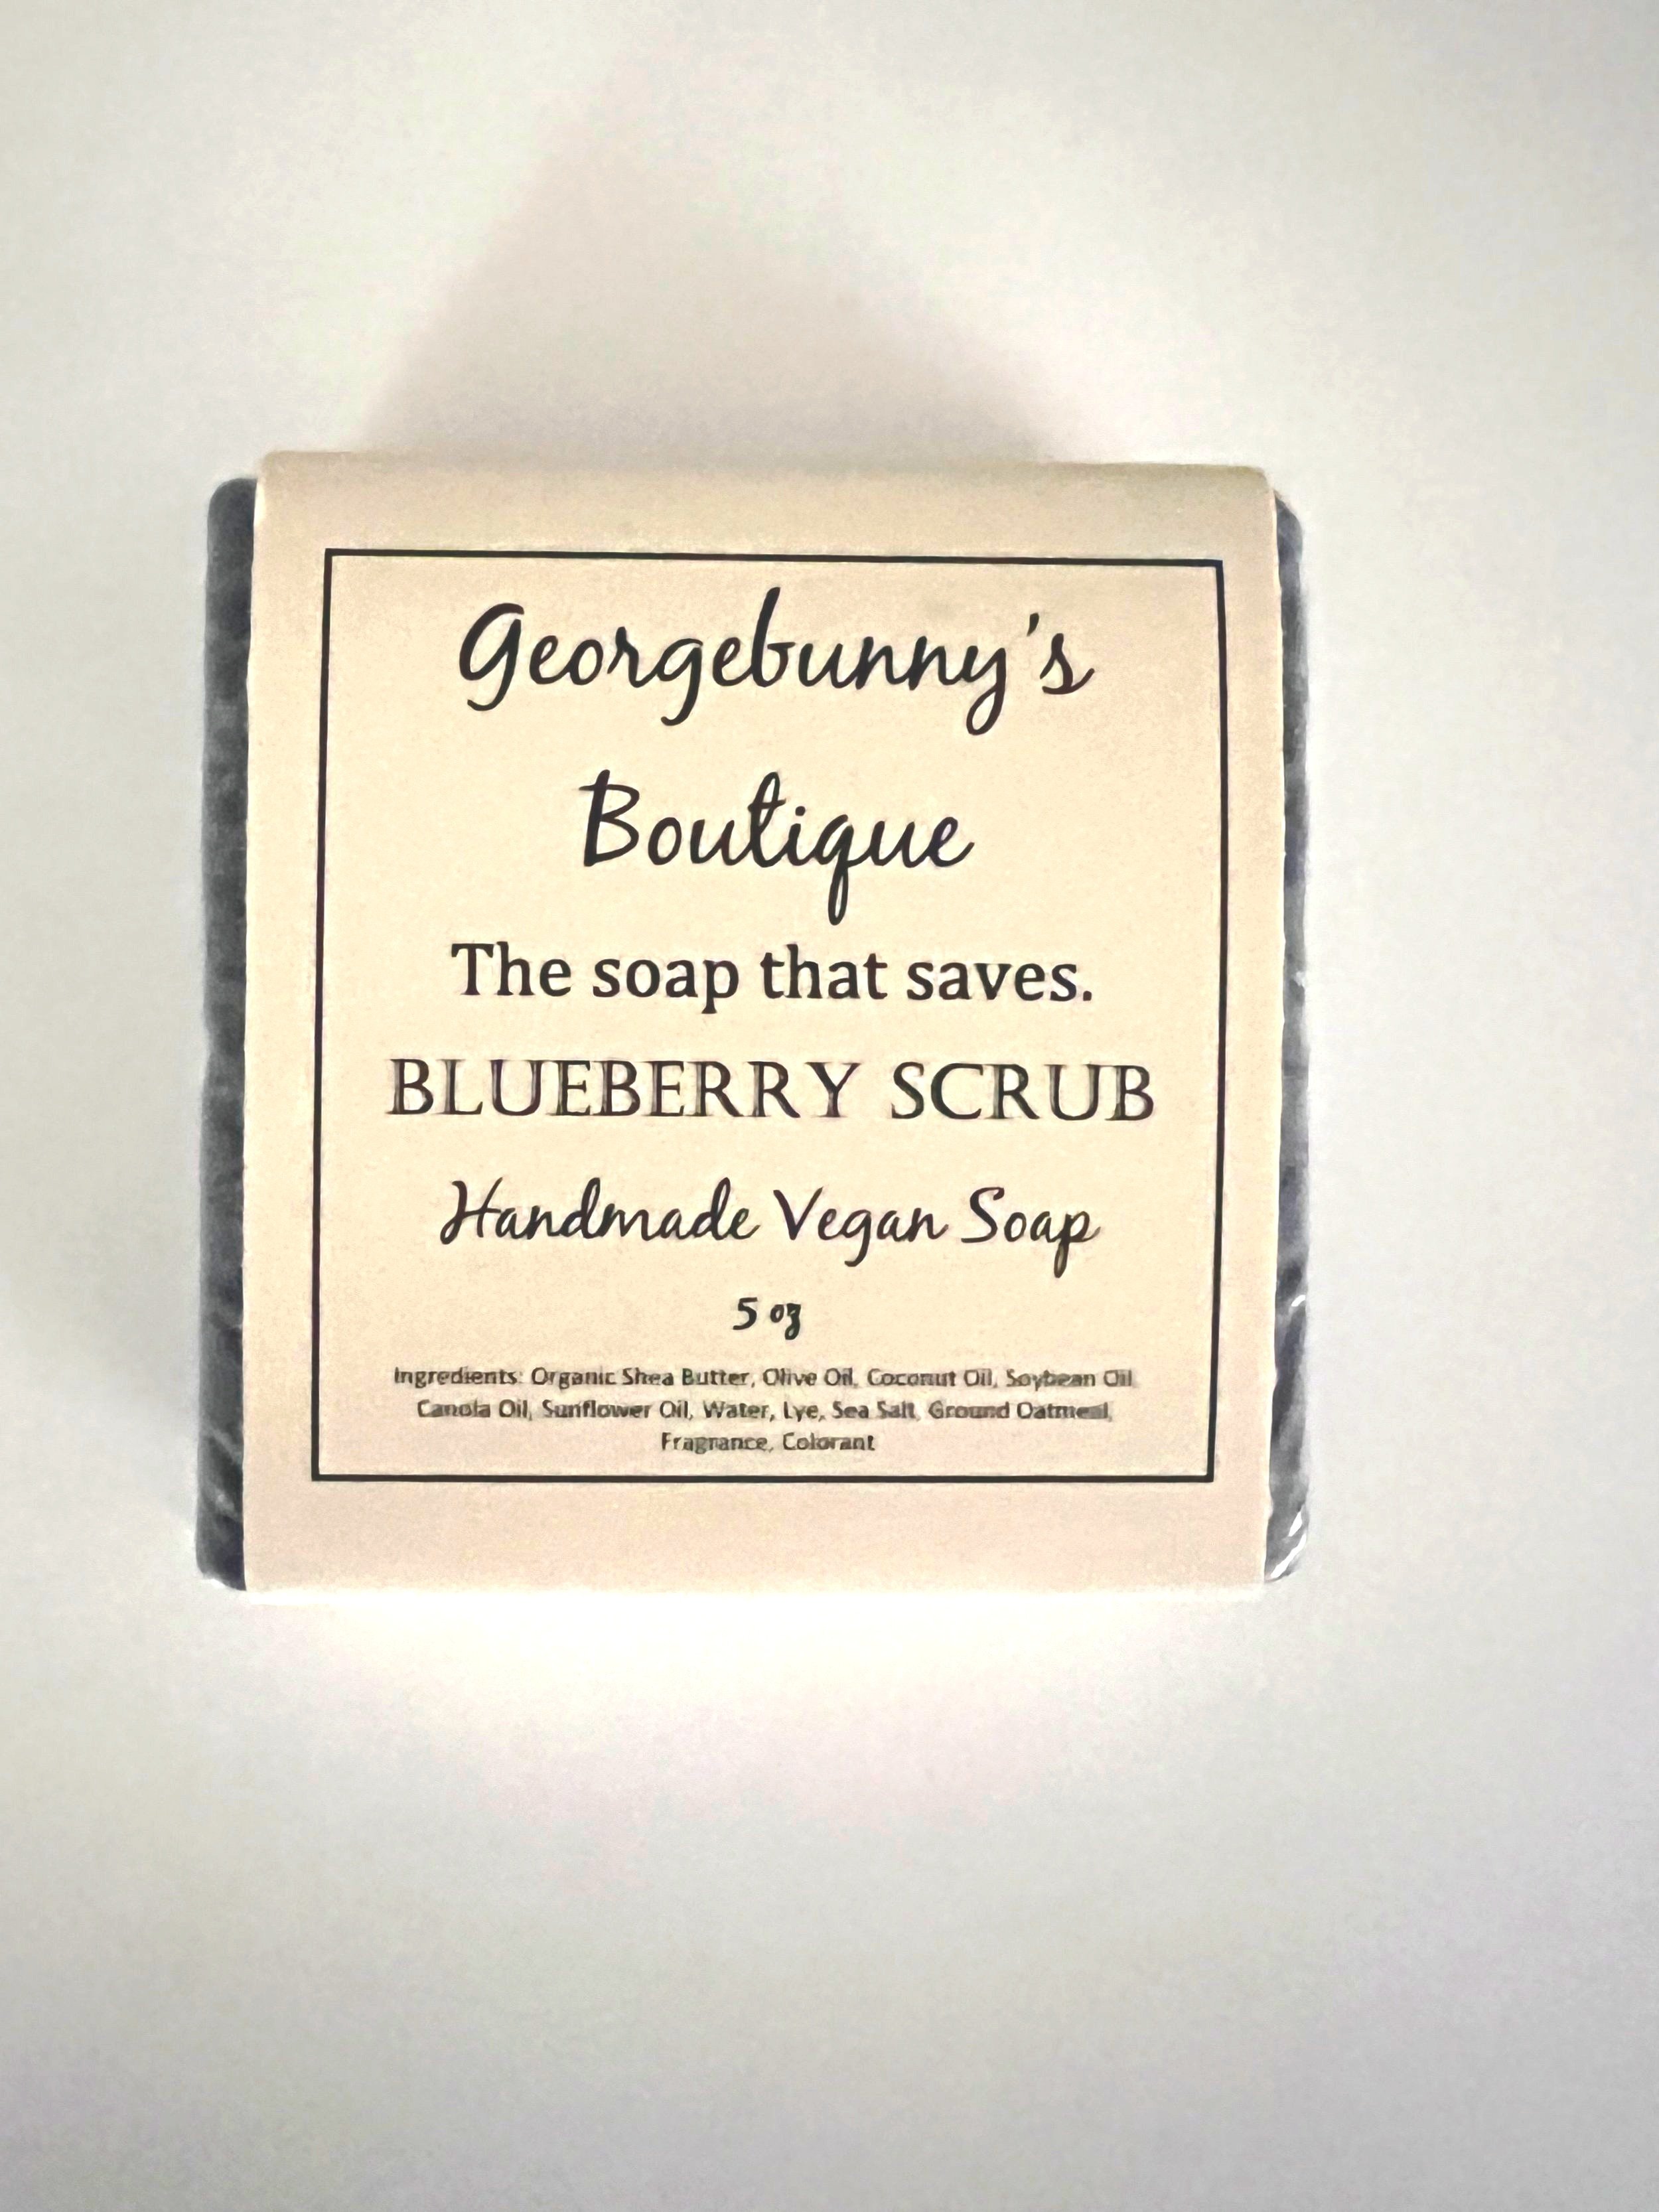 Georgebunny's
Boutique
The soap that saves.
BLUEBERRY SCRUB
Handmade Vegan Soap
5 oz
Ingredients: Organic Shea Butter, Olive Oil, Coconut Oil, Soybean Oil,
Canola Oil, Sunflower Oil, Water, Lye, Sea Salt, Ground Oatmeal,
Fragrance, Colorant